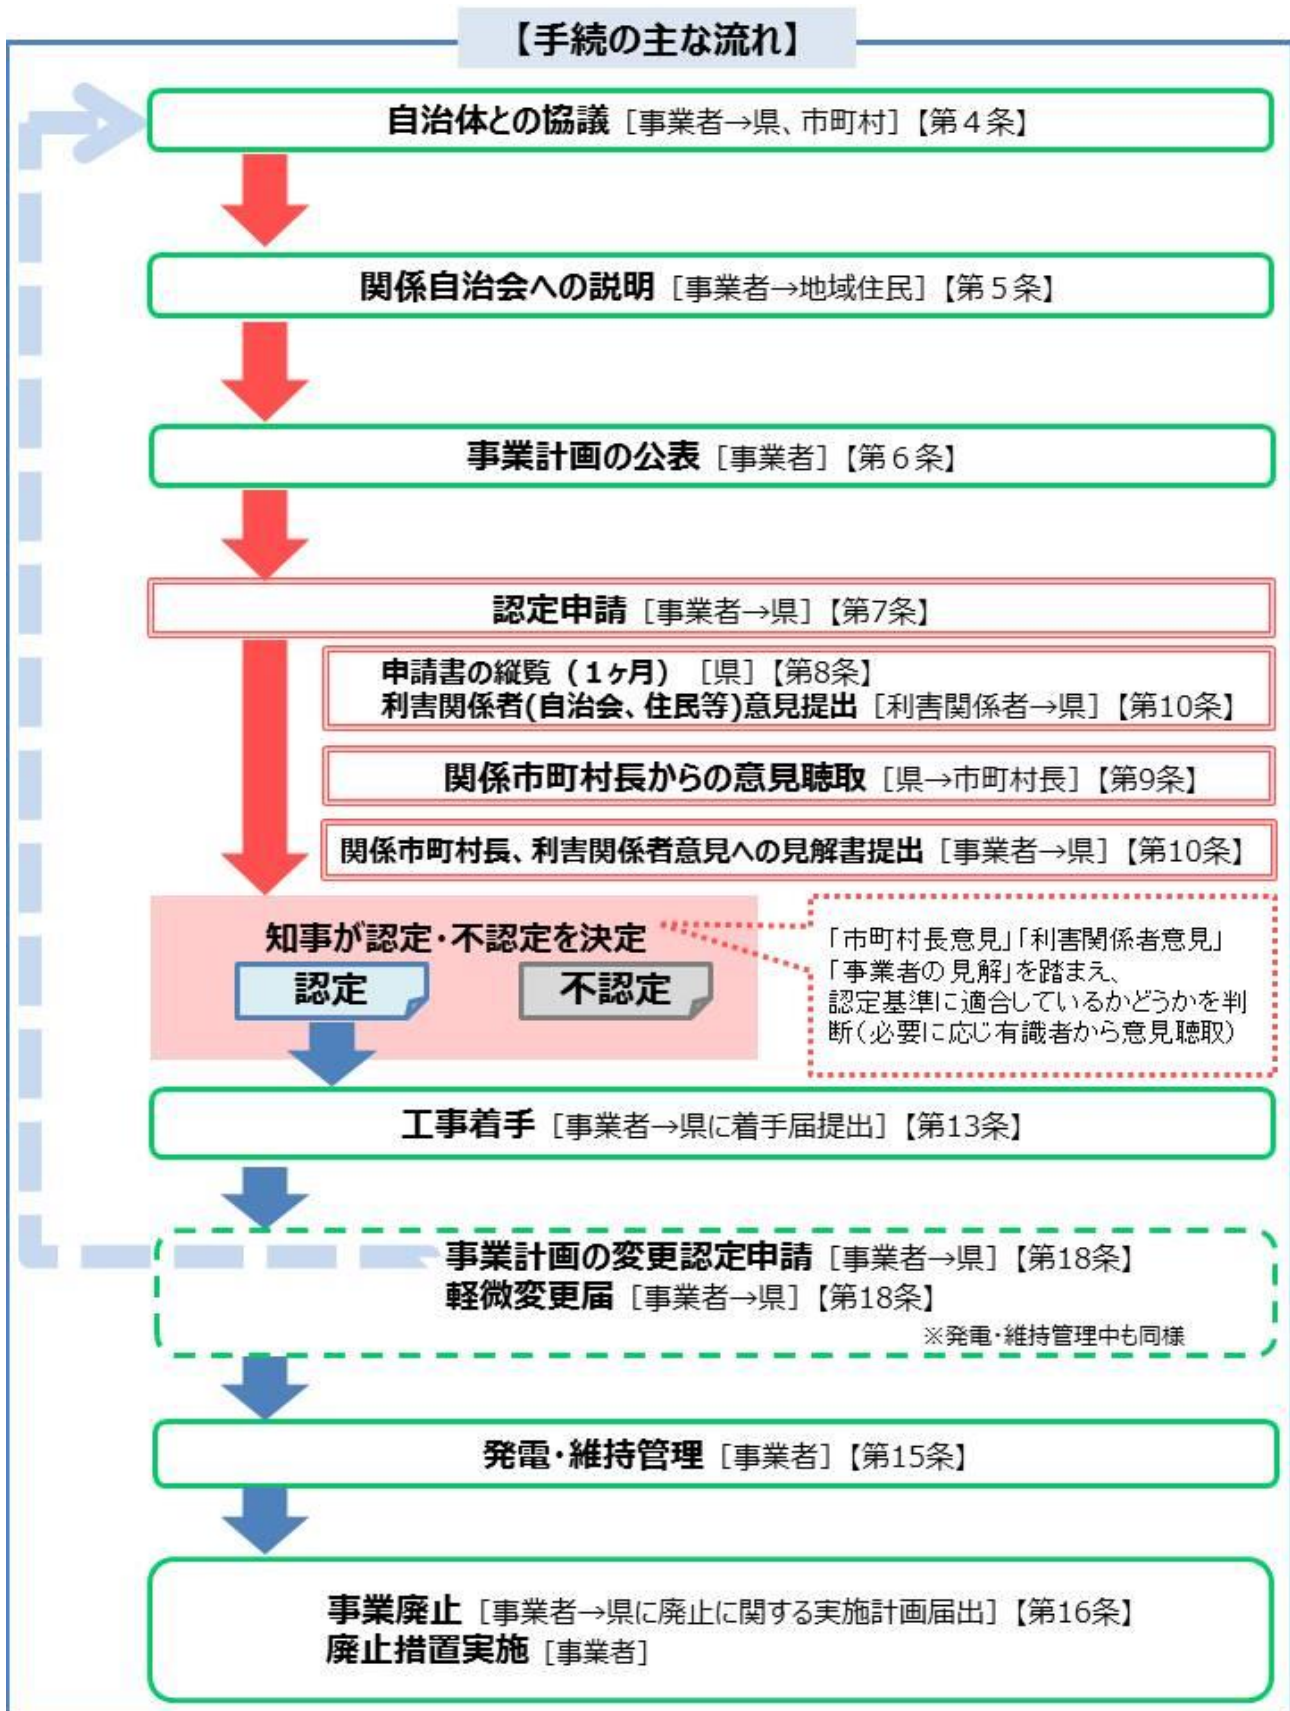 【手続の主な流れ】
自治体との協議［事業者→県、市町村］【第４条】
関係自治会への説明［事業者→地域住民］【第５条】
事業計画の公表［事業者］【第６条】
認定申請［事業者→県］【第7条】
申請書の縦覧（１ヶ月）［県］【第8条】
利害関係者(自治会、住民等)意見提出［利害関係者→県］【第10条】
関係市町村長からの意見聴取［県→市町村長］【第9条】
関係市町村長、利害関係者意見への見解書提出［事業者→県］【第10条】
知事が認定・不認定を決定
認定
不認定
「市町村長意見」「利害関係者意見」
「事業者の見解」を踏まえ、
認定基準に適合しているかどうかを判
断（必要に応じ有識者から意見聴取）
工事着手［事業者→県に着手届提出］【第13条】
事業計画の変更認定申請［事業者→県］【第18条】
軽微変更届［事業者→県］【第18条】
※発電・維持管理中も同様
発電・維持管理［事業者］【第15条】
事業廃止［事業者→県に廃止に関する実施計画届出］【第16条】
廃止措置実施［事業者］